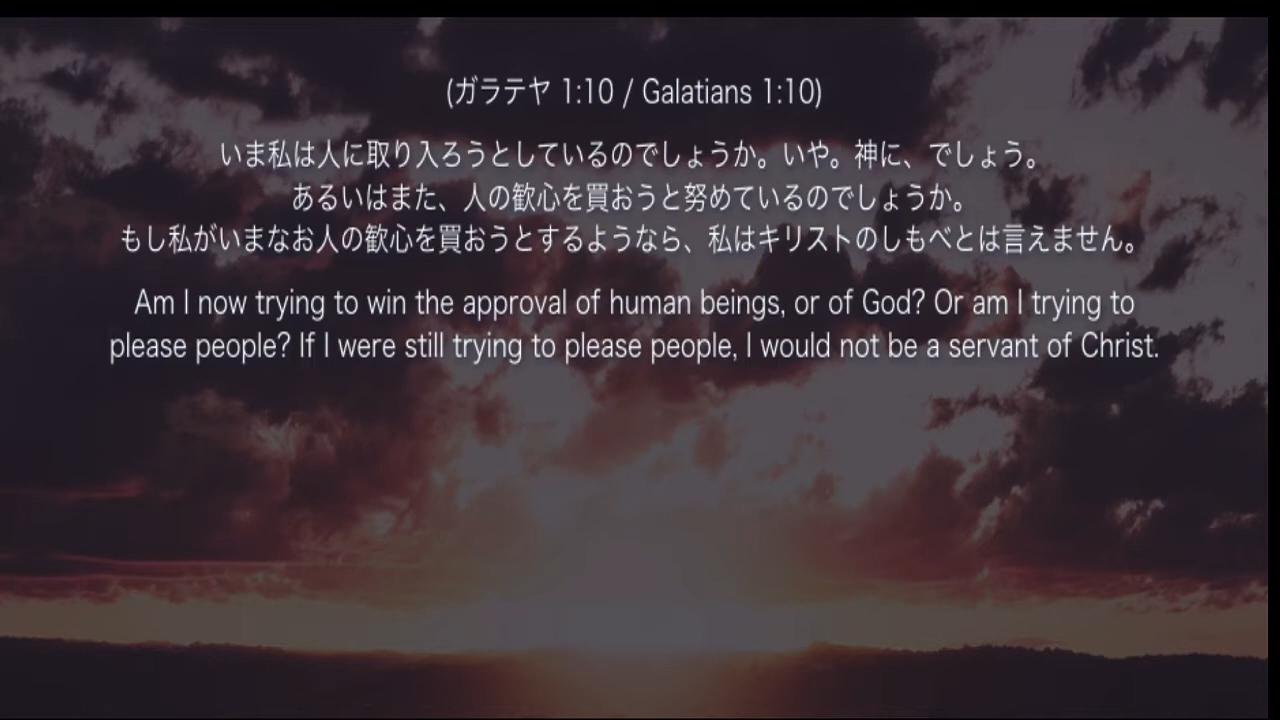 (ガラテヤ 1:10 / Galatians 1:10)
いま私は人に取り入ろうとしているのでしょうか。いや。神に、でしょう。
あるいはまた、人の歓心を買おうと努めているのでしょうか。
もし私がいまなお人の歓心を買おうとするようなら、私はキリストのしもべとは言えません。
Am I now trying to win the approval of human beings, or of God? Or am I trying to
please people? If I were still trying to please people, I would not be a servant of Christ.